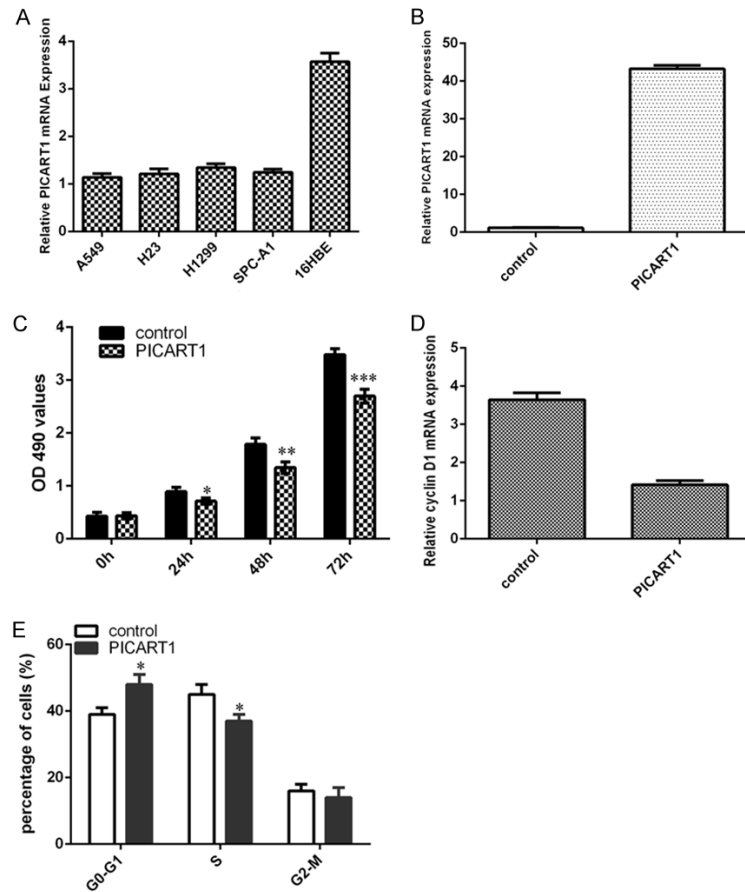 A
Relative PICART1 mRNA Expression
4
3
2
1
0
A549
H23
H1299
SPC-A1
16HBE
B
Relative PICART1 mRNA expression
50
40
30
20
10
0
control
PICART1
C
control
PICART1
OD 490 values
4
3
2
1
0
*
**
***
0h
24h
48h
72h
D
Relative cyclin D1 mRNA expression
5
4
3
2
1
0
control
PICART1
E
control
PICART1
percentage of cells (%)
60
40
20
0
*
*
G0-G1
S
G2-M